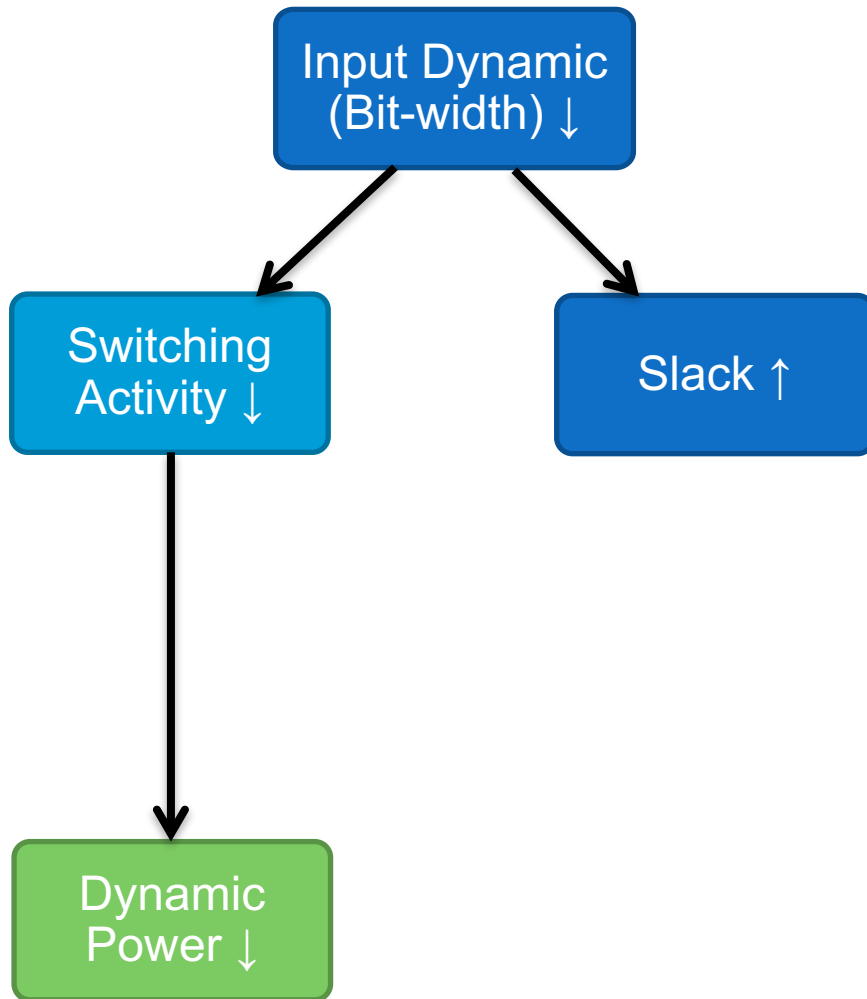 Input Dynamic
(Bit-width) ↓
Switching
Activity ↓
Slack ↑
Dynamic
Power ↓